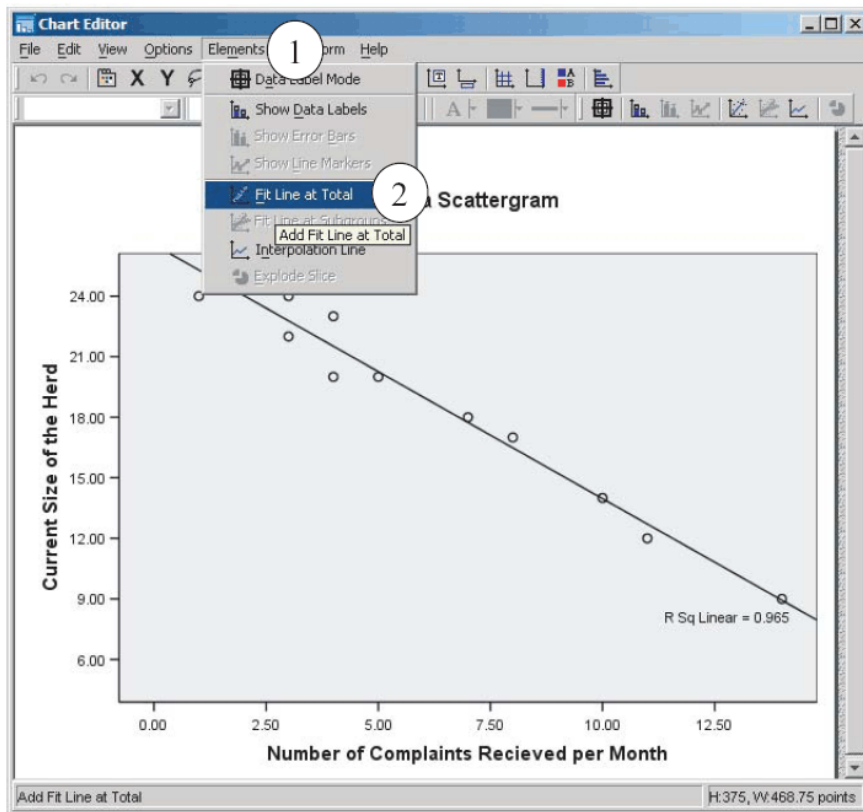 Chart Editor
File Edit View Options Elements 1 orm Help
X Y Data Label Mode
Show Data Labels
A
Show Error Bars
Show Line Markers
Fit Line at Total 2 a Scattergram
Fit Line at Subgroups
Add Fit Line at Total
Interpolation Line
Explode Slice
24.00
21.00
18.00
15.00
12.00
9.00
6.00
Current Size of the Herd
R Sq Linear = 0.965
0.00 2.50 5.00 7.50 10.00 12.50
Number of Complaints Recieved per Month
Add Fit Line at Total H:375, W:468.75 points